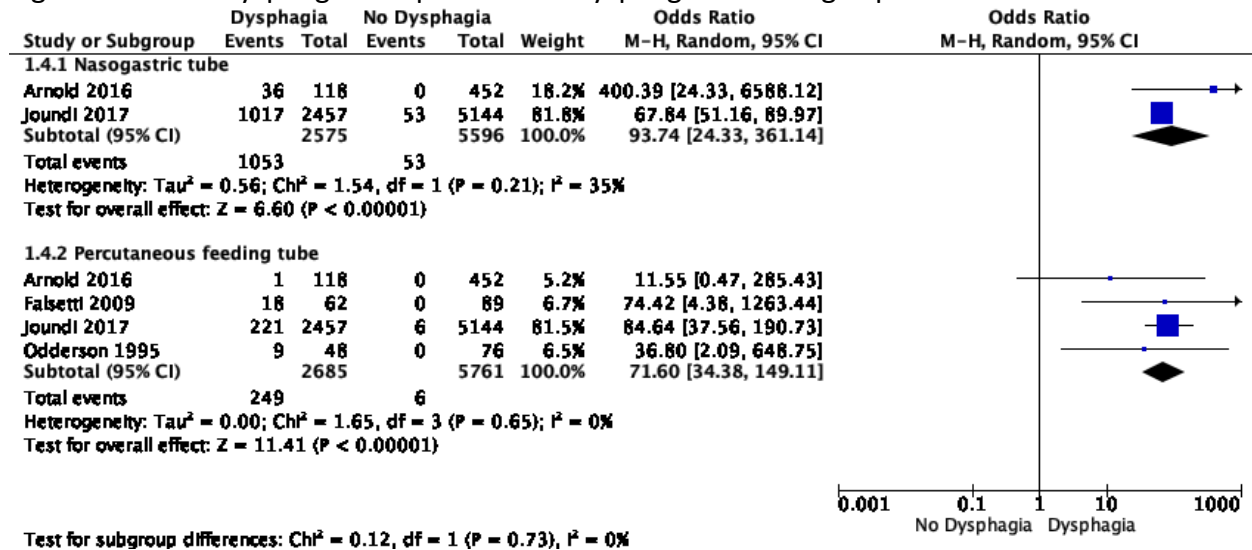 Dysphagia No Dysphagia Odds Ratio Odds Ratio
Study or Subgroup Events Total Events Total Weight M-H, Random, 95% CI M-H, Random, 95% CI
1.4.1 Nasogastric tube
Arnold 2016 36 118 0 452 18.2% 400.39 [24.33, 6588.12]
Joundi 2017 1017 2457 53 5144 81.8% 67.84 [51.16, 89.97]
Subtotal (95% CI) 2575 5596 100.0% 93.74 [24.33, 361.14]
Total events 1053 53
Heterogeneity: Tau² = 0.56; Chi² = 1.54, df = 1 (P = 0.21); I² = 35%
Test for overall effect: Z = 6.60 (P < 0.00001)
1.4.2 Percutaneous feeding tube
Arnold 2016 1 118 0 452 5.2% 11.55 [0.47, 285.43]
Falsetti 2009 18 62 0 89 6.7% 74.42 [4.38, 1263.44]
Joundi 2017 221 2457 6 5144 81.5% 84.64 [37.56, 190.73]
Odderson 1995 9 48 0 76 6.5% 36.80 [2.09, 648.75]
Subtotal (95% CI) 2685 5761 100.0% 71.60 [34.38, 149.11]
Total events 249 6
Heterogeneity: Tau² = 0.00; Chi² = 1.65, df = 3 (P = 0.65); I² = 0%
Test for overall effect: Z = 11.41 (P < 0.00001)
0.001 0.1 1 10 1000
No Dysphagia Dysphagia
Test for subgroup differences: Chi² = 0.12, df = 1 (P = 0.73), I² = 0%